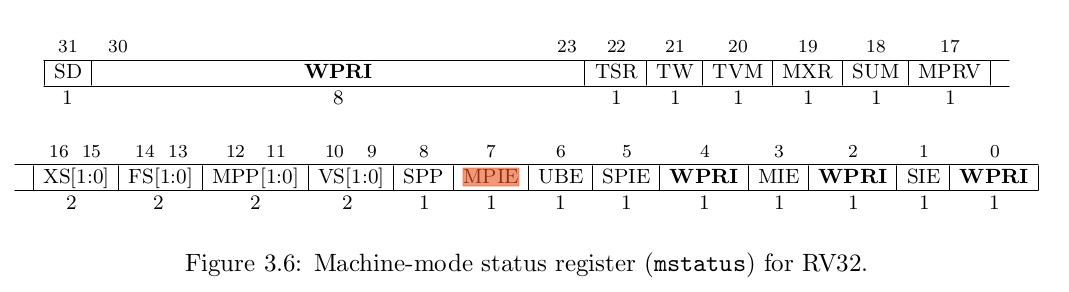 31 30 23 22 21 20 19 18 17
SD WPRI TSR TW TVM MXR SUM MPRV
1 8 1 1 1 1 1 1
16 15 14 13 12 11 10 9 8 7 6 5 4 3 2 1 0
XS[1:0] FS[1:0] MPP[1:0] VS[1:0] SPP MPIE UBE SPIE WPRI MIE WPRI SIE WPRI
2 2 2 2 1 1 1 1 1 1 1 1 1
Figure 3.6: Machine-mode status register (mstatus) for RV32.